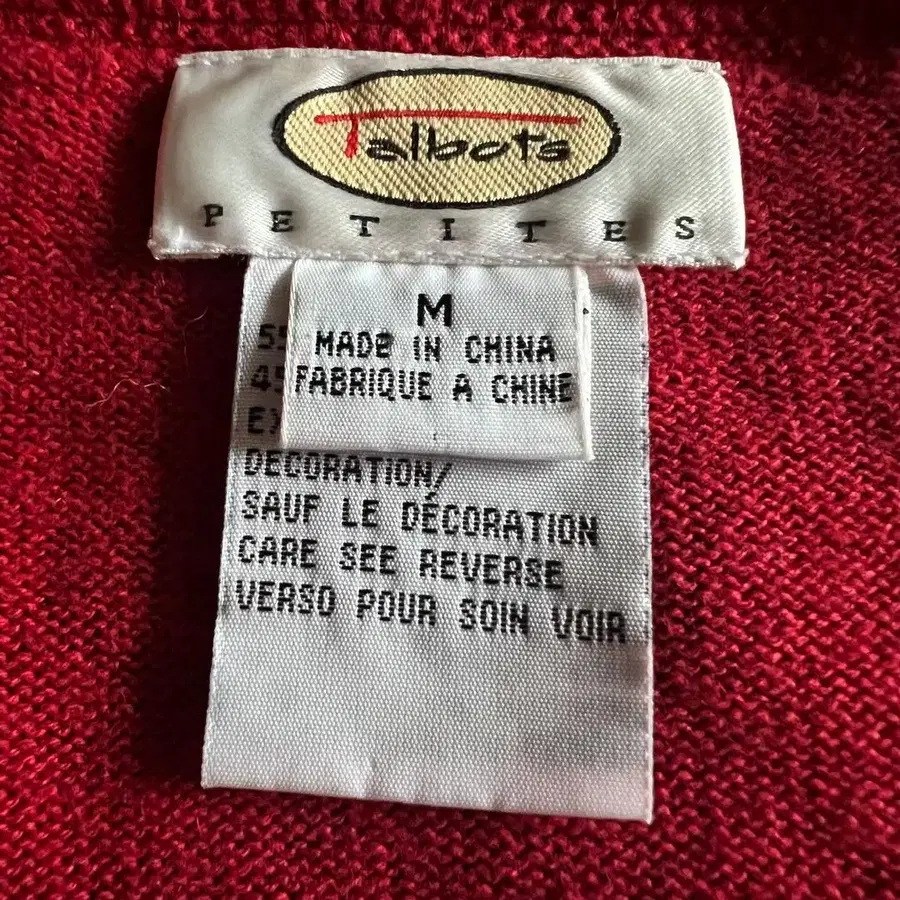 Talbots
PETITES
M
MADE IN CHINA
FABRIQUE A CHINE
DECORATION/
SAUF LE DÉCORATION
CARE SEE REVERSE
VERSO POUR SOIN VOIR